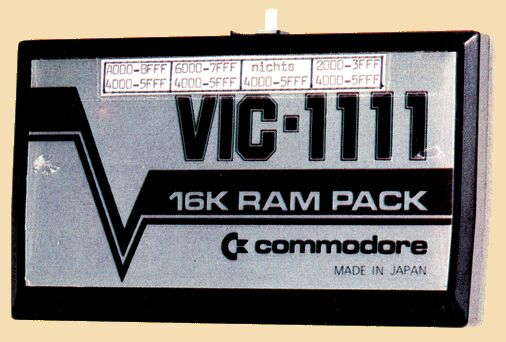 A000-BFFF 6000-7FFF nichts 2000-3FFF
4000-5FFF 4000-5FFF 4000-5FFF 4000-5FFF
VIC-1111
16K RAM PACK
commodore
MADE IN JAPAN